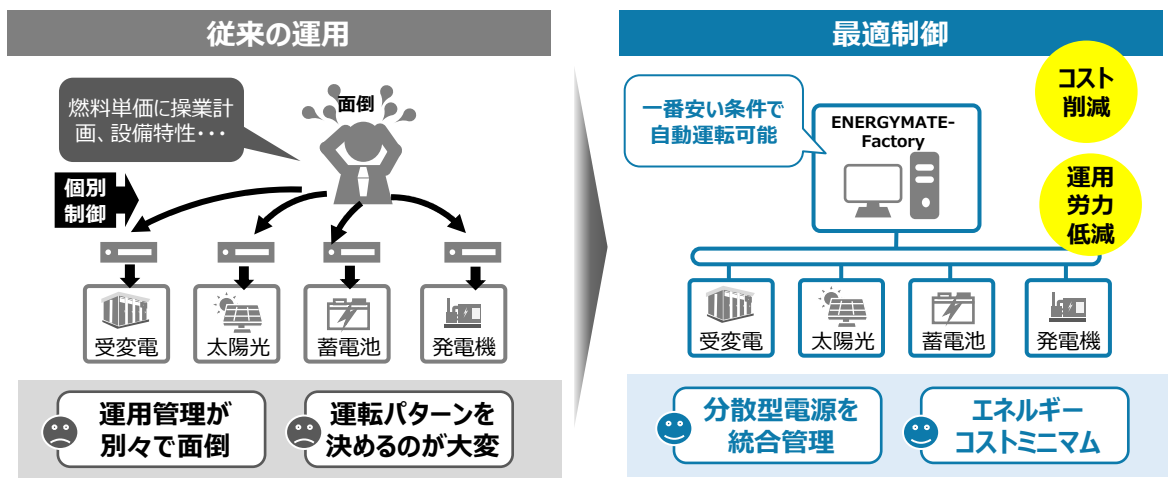 従来の運用
燃料単価に操業計
画、設備特性・・・
面倒
個別
制御
受変電
太陽光
蓄電池
発電機
運用管理が
別々で面倒
運転パターンを
決めるのが大変
最適制御
コスト
削減
一番安い条件で
自動運転可能
ENERGYMATE-
Factory
運用
労力
低減
受変電
太陽光
蓄電池
発電機
分散型電源を
統合管理
エネルギー
コストミニマム